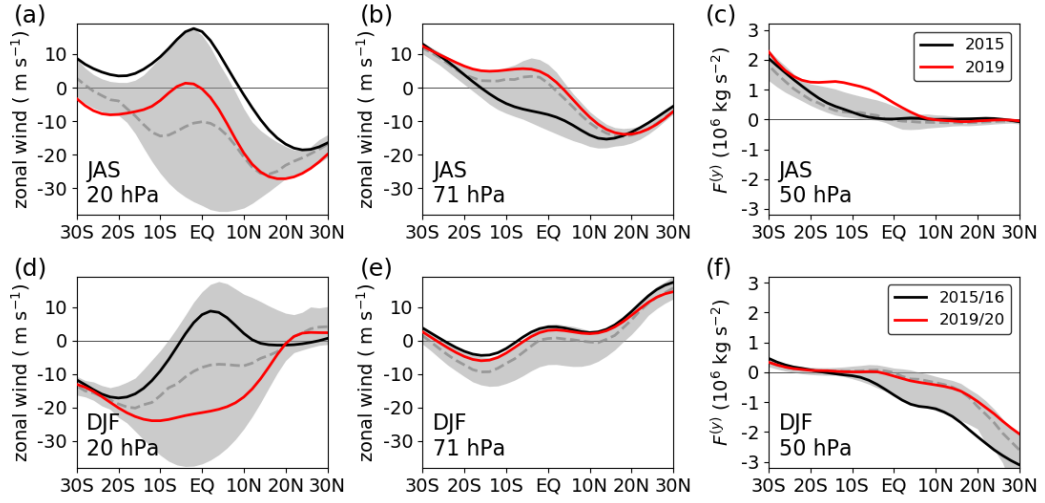 (a)
zonal wind ( m s⁻¹)
10
0
-10
-20
-30
JAS
20 hPa
30S 20S 10S EQ 10N 20N 30N
(b)
zonal wind ( m s⁻¹)
10
0
-10
-20
-30
JAS
71 hPa
30S 20S 10S EQ 10N 20N 30N
(c)
F⁽ʸ⁾ (10⁶ kg s⁻²)
3
2
1
0
-1
-2
-3
2015
2019
JAS
50 hPa
30S 20S 10S EQ 10N 20N 30N
(d)
zonal wind ( m s⁻¹)
10
0
-10
-20
-30
DJF
20 hPa
30S 20S 10S EQ 10N 20N 30N
(e)
zonal wind ( m s⁻¹)
10
0
-10
-20
-30
DJF
71 hPa
30S 20S 10S EQ 10N 20N 30N
(f)
F⁽ʸ⁾ (10⁶ kg s⁻²)
3
2
1
0
-1
-2
-3
2015/16
2019/20
DJF
50 hPa
30S 20S 10S EQ 10N 20N 30N